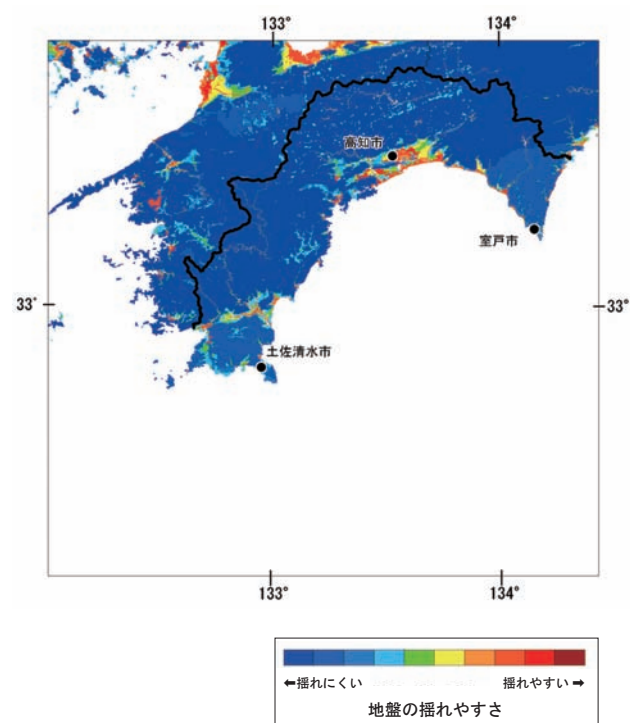 133° 134°
高知市
室戸市
33° 33°
土佐清水市
133° 134°
←揺れにくい 揺れやすい→
地盤の揺れやすさ